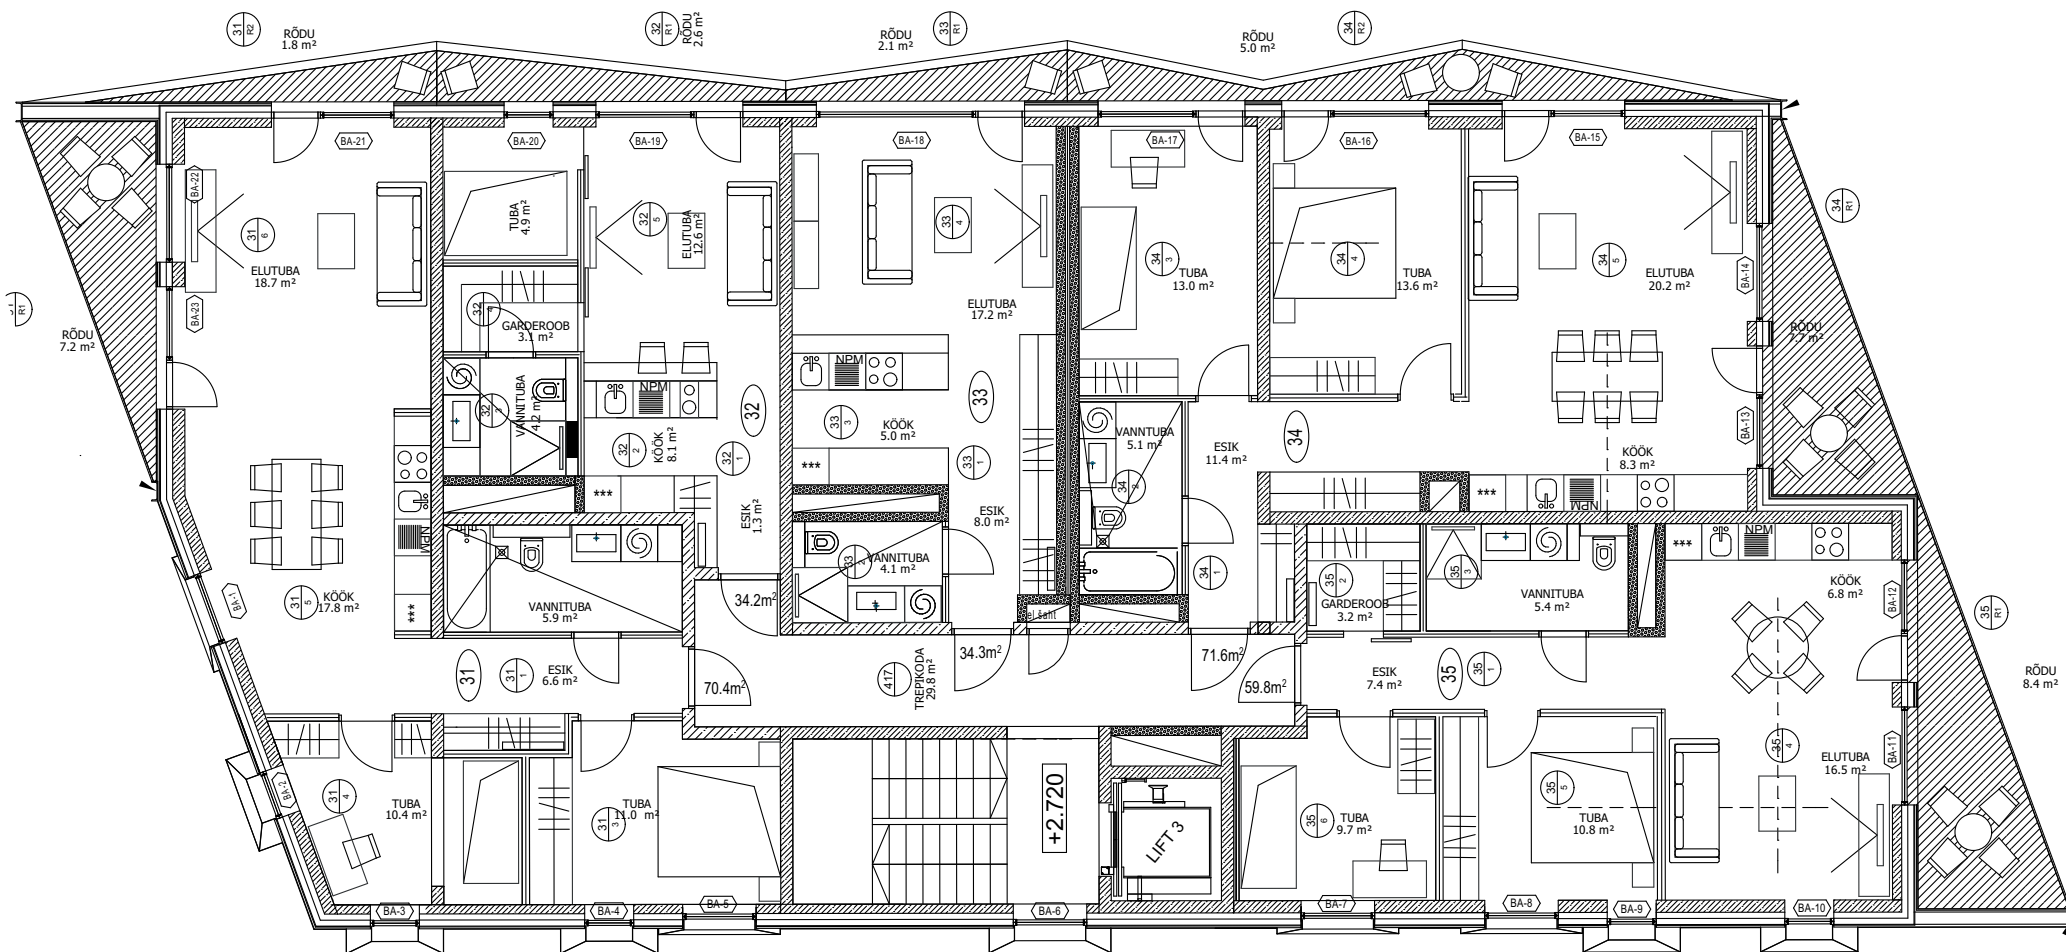 31
R2
RÕDU
1.8 m²
32
R1
RÕDU
2.6 m²
RÕDU
2.1 m²
33
R1
RÕDU
5.0 m²
34
R2
BA-21
BA-20
BA-19
BA-18
BA-17
BA-16
BA-15
BA-22
31
6
ELUTUBA
18.7 m²
BA-23
R1
RÕDU
7.2 m²
TUBA
4.9 m²
32
5
ELUTUBA
12.6 m²
32
4
GARDEROOB
3.1 m²
33
4
ELUTUBA
17.2 m²
34
3
TUBA
13.0 m²
34
4
TUBA
13.6 m²
34
5
ELUTUBA
20.2 m²
BA-14
34
R1
RÕDU
7.7 m²
32
3
VANNITUBA
4.2 m²
NPM
32
32
2
KÖÖK
8.1 m²
32
1
NPM
33
33
3
KÖÖK
5.0 m²
33
1
VANNTUBA
5.1 m²
34
2
ESIK
11.4 m²
34
BA-13
KÖÖK
8.3 m²
***
***
***
NPM
NPM
ESIK
1.3 m²
ESIK
8.0 m²
33
2
VANNITUBA
4.1 m²
34
1
35
2
GARDEROOB
3.2 m²
35
3
VANNITUBA
5.4 m²
***
NPM
KÖÖK
6.8 m²
BA-12
35
R1
RÕDU
8.4 m²
BA-1
31
5
KÖÖK
17.8 m²
***
VANNITUBA
5.9 m²
34.2m²
el.šaht
34.3m²
71.6m²
31
31
1
ESIK
6.6 m²
70.4m²
417
TREPIKODA
29.8 m²
59.8m²
ESIK
7.4 m²
35
35
1
BA-2
31
4
TUBA
10.4 m²
31
3
TUBA
11.0 m²
+2.720
LIFT 3
35
6
TUBA
9.7 m²
35
5
TUBA
10.8 m²
35
4
ELUTUBA
16.5 m²
BA-11
BA-3
BA-4
BA-5
BA-6
BA-7
BA-8
BA-9
BA-10